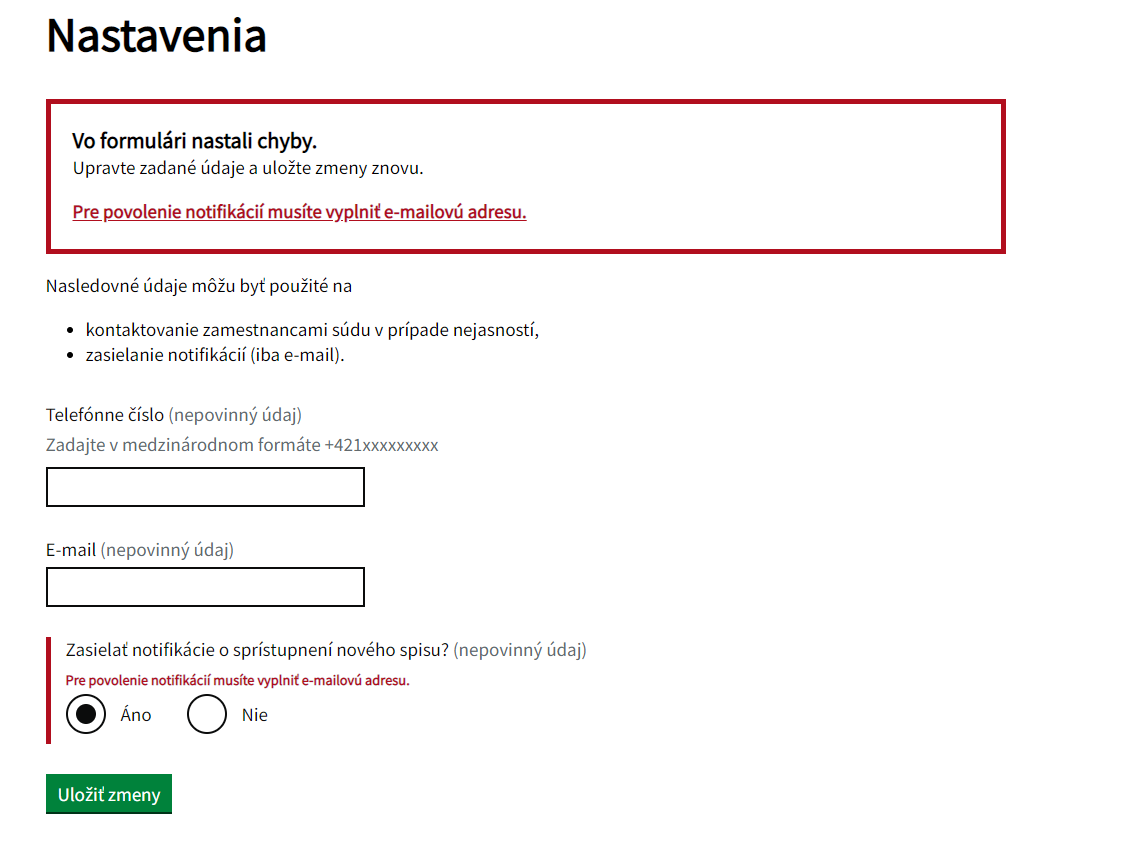 Nastavenia
Vo formulári nastali chyby.
Upravte zadané údaje a uložte zmeny znovu.
Pre povolenie notifikácií musíte vyplniť e-mailovú adresu.
Nasledovné údaje môžu byť použité na
• kontaktovanie zamestnancami súdu v prípade nejasností,
• zasielanie notifikácií (iba e-mail).
Telefónne číslo (nepovinný údaj)
Zadajte v medzinárodnom formáte +421xxxxxxxxx
E-mail (nepovinný údaj)
Zasielať notifikácie o sprístupnení nového spisu? (nepovinný údaj)
Pre povolenie notifikácií musíte vyplniť e-mailovú adresu.
Áno Nie
Uložiť zmeny